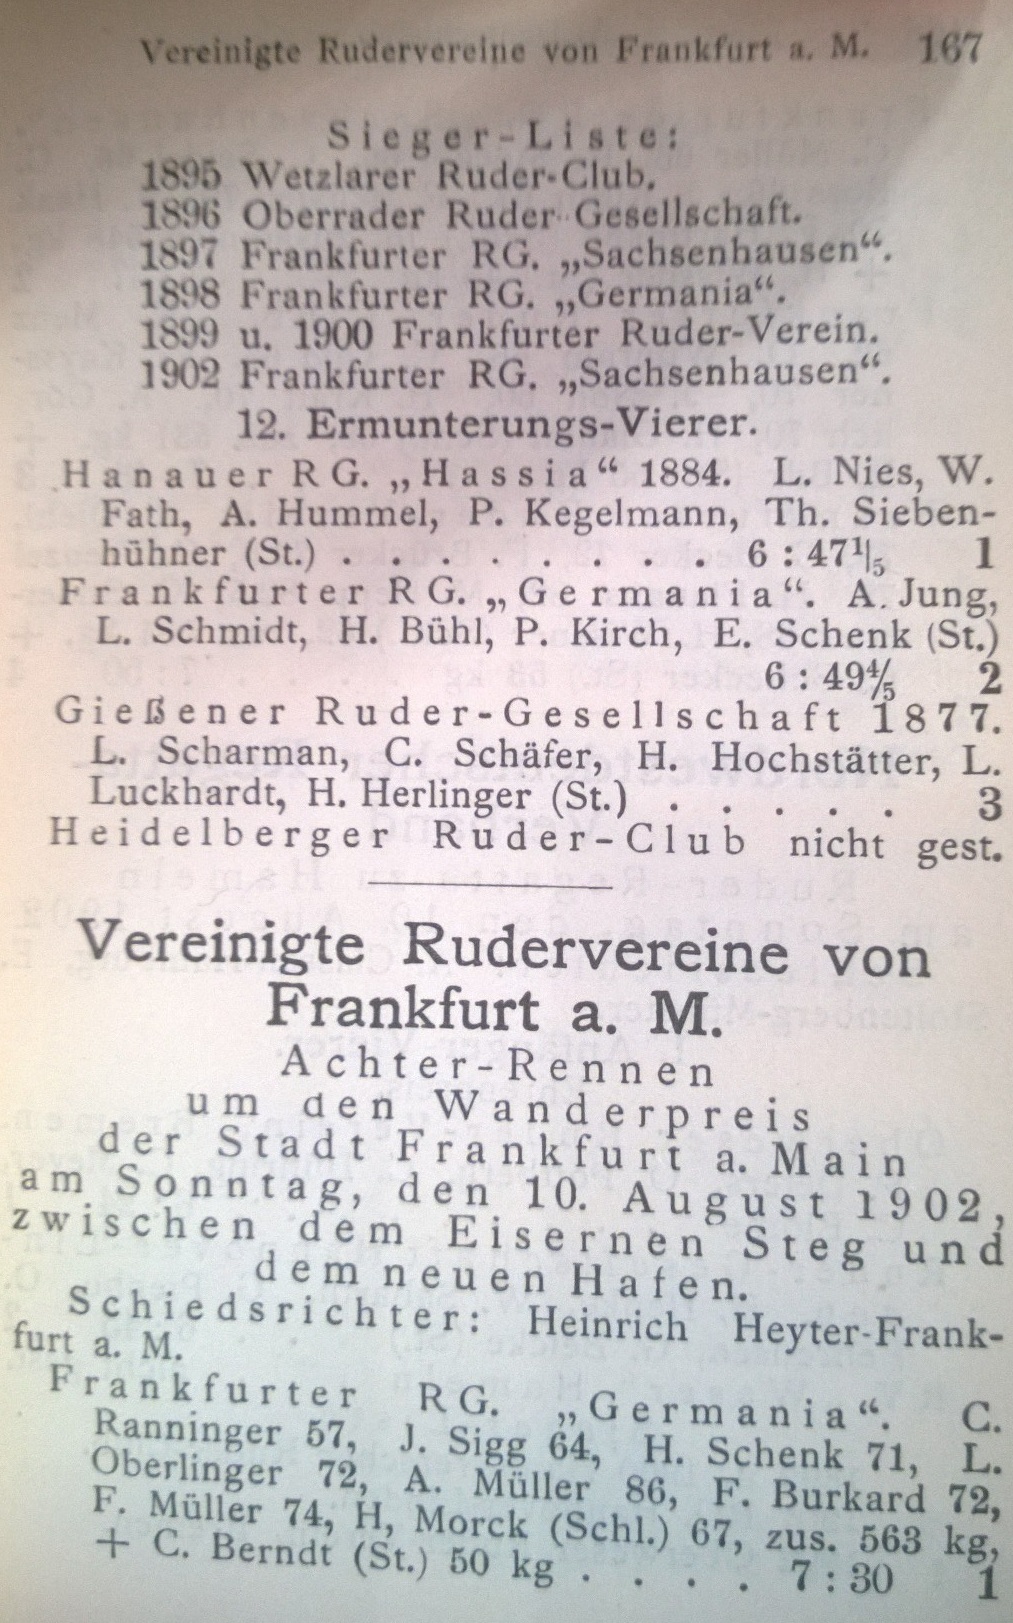 Vereinigte Rudervereine von Frankfurt a. M. 167
Sieger-Liste:
1895 Wetzlarer Ruder-Club.
1896 Oberrader Ruder-Gesellschaft.
1897 Frankfurter RG. „Sachsenhausen“.
1898 Frankfurter RG. „Germania“.
1899 u. 1900 Frankfurter Ruder-Verein.
1902 Frankfurter RG. „Sachsenhausen“.
12. Ermunterungs-Vierer.
Hanauer RG. „Hassia“ 1884. L. Nies, W.
Fath, A. Hummel, P. Kegelmann, Th. Sieben-
hühner (St.) . . . . . . . . 6 : 47 1/5 1
Frankfurter RG. „Germania“. A. Jung,
L. Schmidt, H. Bühl, P. Kirch, E. Schenk (St.)
6 : 49 4/5 2
Gießener Ruder-Gesellschaft 1877.
L. Scharman, C. Schäfer, H. Hochstätter, L.
Luckhardt, H. Herlinger (St.) . . . . . 3
Heidelberger Ruder-Club nicht gest.
Vereinigte Rudervereine von
Frankfurt a. M.
Achter-Rennen
um den Wanderpreis
der Stadt Frankfurt a. Main
am Sonntag, den 10. August 1902,
zwischen dem Eisernen Steg und
dem neuen Hafen.
Schiedsrichter: Heinrich Heyter-Frank-
furt a. M.
Frankfurter RG. „Germania“. C.
Ranninger 57, J. Sigg 64, H. Schenk 71, L.
Oberlinger 72, A. Müller 86, F. Burkard 72,
F. Müller 74, H, Morck (Schl.) 67, zus. 563 kg,
+ C. Berndt (St.) 50 kg . . . . 7 : 30 1